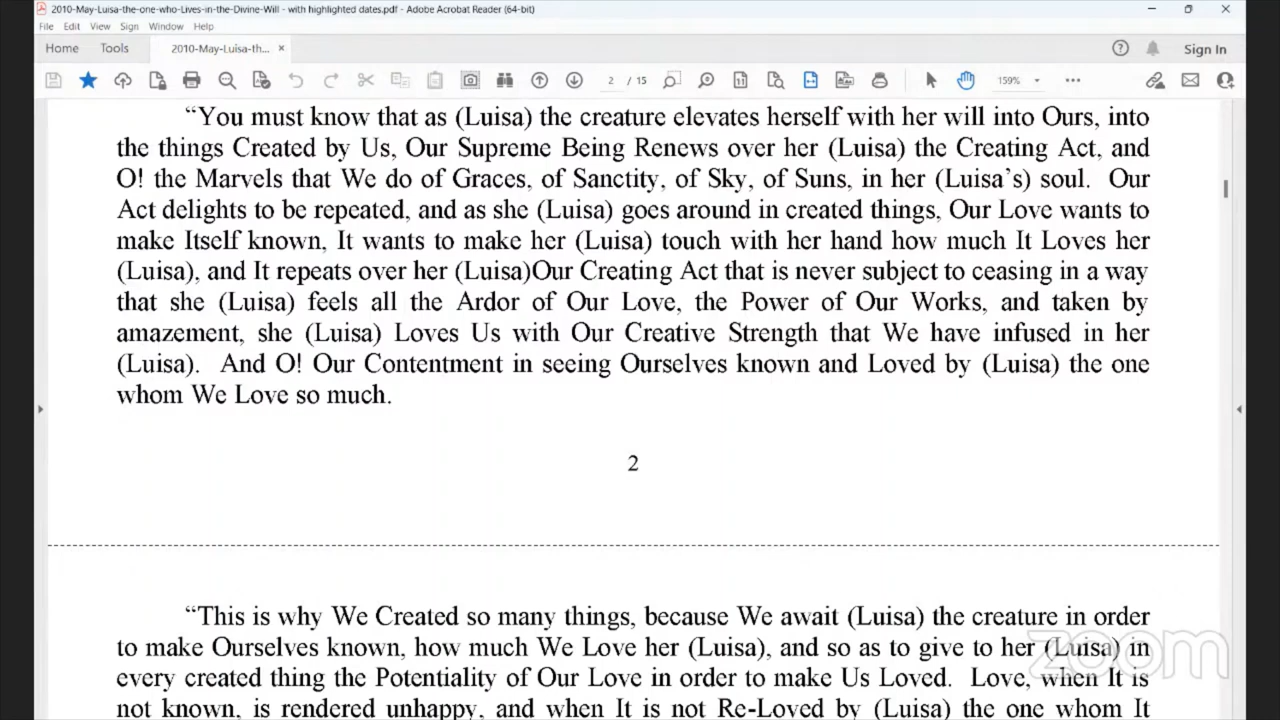 2010-May-Luisa-the-one-who-Lives-in-the-Divine-Will - with highlighted dates.pdf - Adobe Acrobat Reader (64-bit)
File Edit View Sign Window Help
Home Tools 2010-May-Luisa-th... × Sign In
2 / 15 159%
“You must know that as (Luisa) the creature elevates herself with her will into Ours, into
the things Created by Us, Our Supreme Being Renews over her (Luisa) the Creating Act, and
O! the Marvels that We do of Graces, of Sanctity, of Sky, of Suns, in her (Luisa’s) soul. Our
Act delights to be repeated, and as she (Luisa) goes around in created things, Our Love wants to
make Itself known, It wants to make her (Luisa) touch with her hand how much It Loves her
(Luisa), and It repeats over her (Luisa)Our Creating Act that is never subject to ceasing in a way
that she (Luisa) feels all the Ardor of Our Love, the Power of Our Works, and taken by
amazement, she (Luisa) Loves Us with Our Creative Strength that We have infused in her
(Luisa). And O! Our Contentment in seeing Ourselves known and Loved by (Luisa) the one
whom We Love so much.
2
“This is why We Created so many things, because We await (Luisa) the creature in order
to make Ourselves known, how much We Love her (Luisa), and so as to give to her (Luisa) in
every created thing the Potentiality of Our Love in order to make Us Loved. Love, when It is
not known, is rendered unhappy, and when It is not Re-Loved by (Luisa) the one whom It
zoom